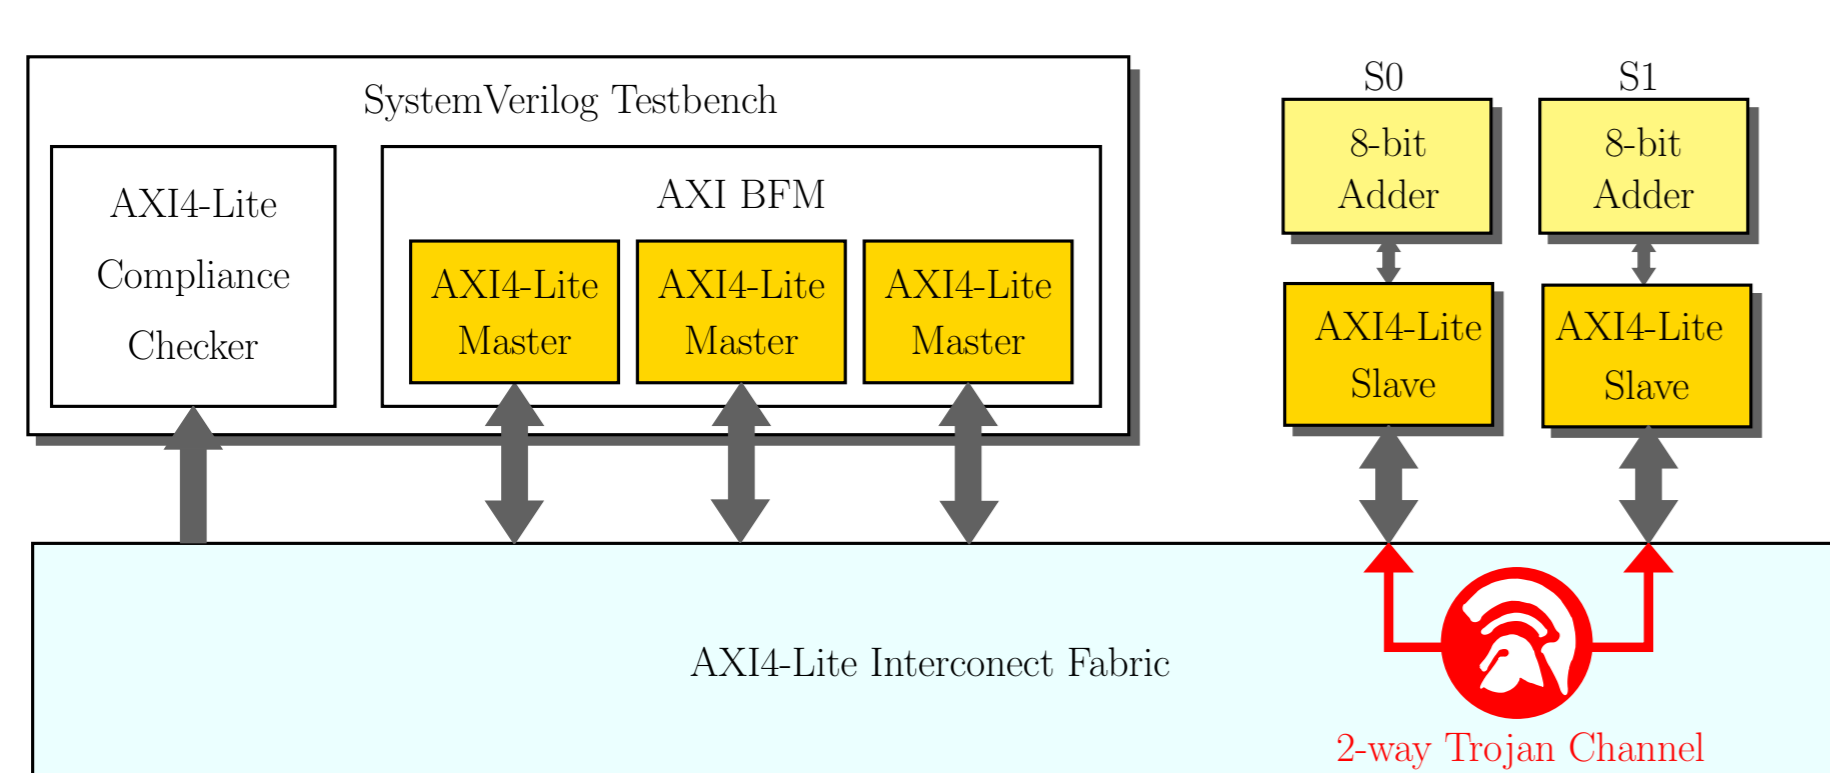 SystemVerilog Testbench
AXI4-Lite
Compliance
Checker
AXI BFM
AXI4-Lite
Master
AXI4-Lite
Master
AXI4-Lite
Master
S0
8-bit
Adder
AXI4-Lite
Slave
S1
8-bit
Adder
AXI4-Lite
Slave
AXI4-Lite Interconect Fabric
2-way Trojan Channel